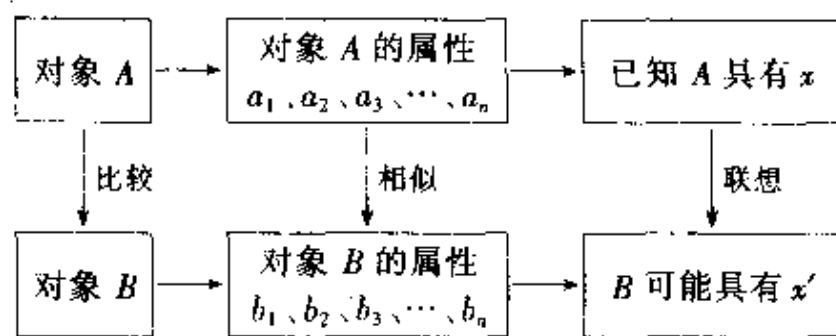 对象 A
对象 A 的属性
a₁、a₂、a₃、…、aₙ
已知 A 具有 x
比较
相似
联想
对象 B
对象 B 的属性
b₁、b₂、b₃、…、bₙ
B 可能具有 x′